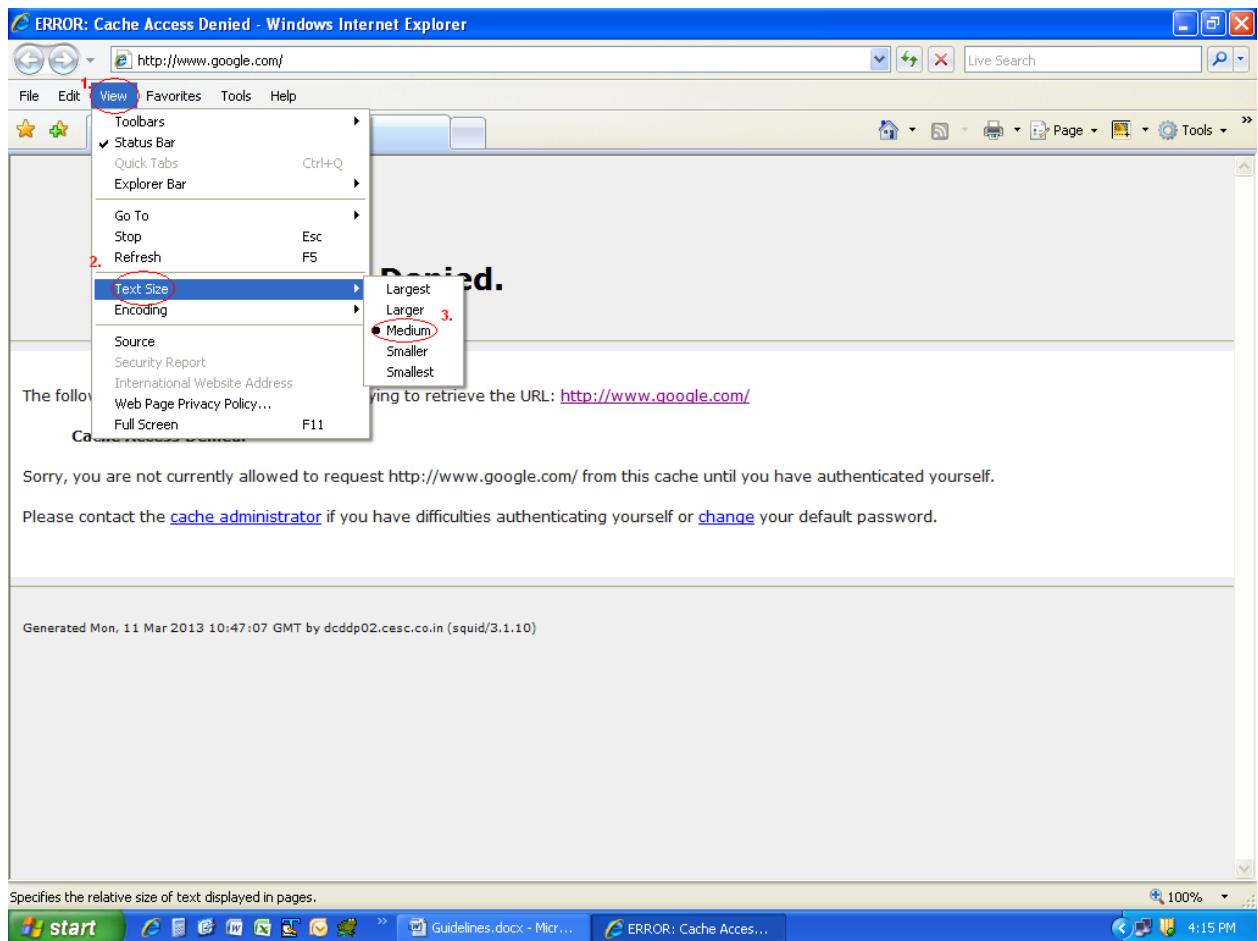 ERROR: Cache Access Denied - Windows Internet Explorer
http://www.google.com/
Live Search
1.
File Edit View Favorites Tools Help
Page Tools »
Toolbars
Status Bar
Quick Tabs Ctrl+Q
Explorer Bar
Go To
Stop Esc
2.
Refresh F5
Denied.
Text Size
Largest
Encoding
Larger
3.
Medium
Source
Smaller
Security Report
Smallest
International Website Address
The follow ying to retrieve the URL: http://www.google.com/
Web Page Privacy Policy...
Full Screen F11
Cache Access Denied.
Sorry, you are not currently allowed to request http://www.google.com/ from this cache until you have authenticated yourself.
Please contact the cache administrator if you have difficulties authenticating yourself or change your default password.
Generated Mon, 11 Mar 2013 10:47:07 GMT by dcddp02.cesc.co.in (squid/3.1.10)
Specifies the relative size of text displayed in pages.
100%
start » Guidelines.docx - Micr... ERROR: Cache Acces... 4:15 PM